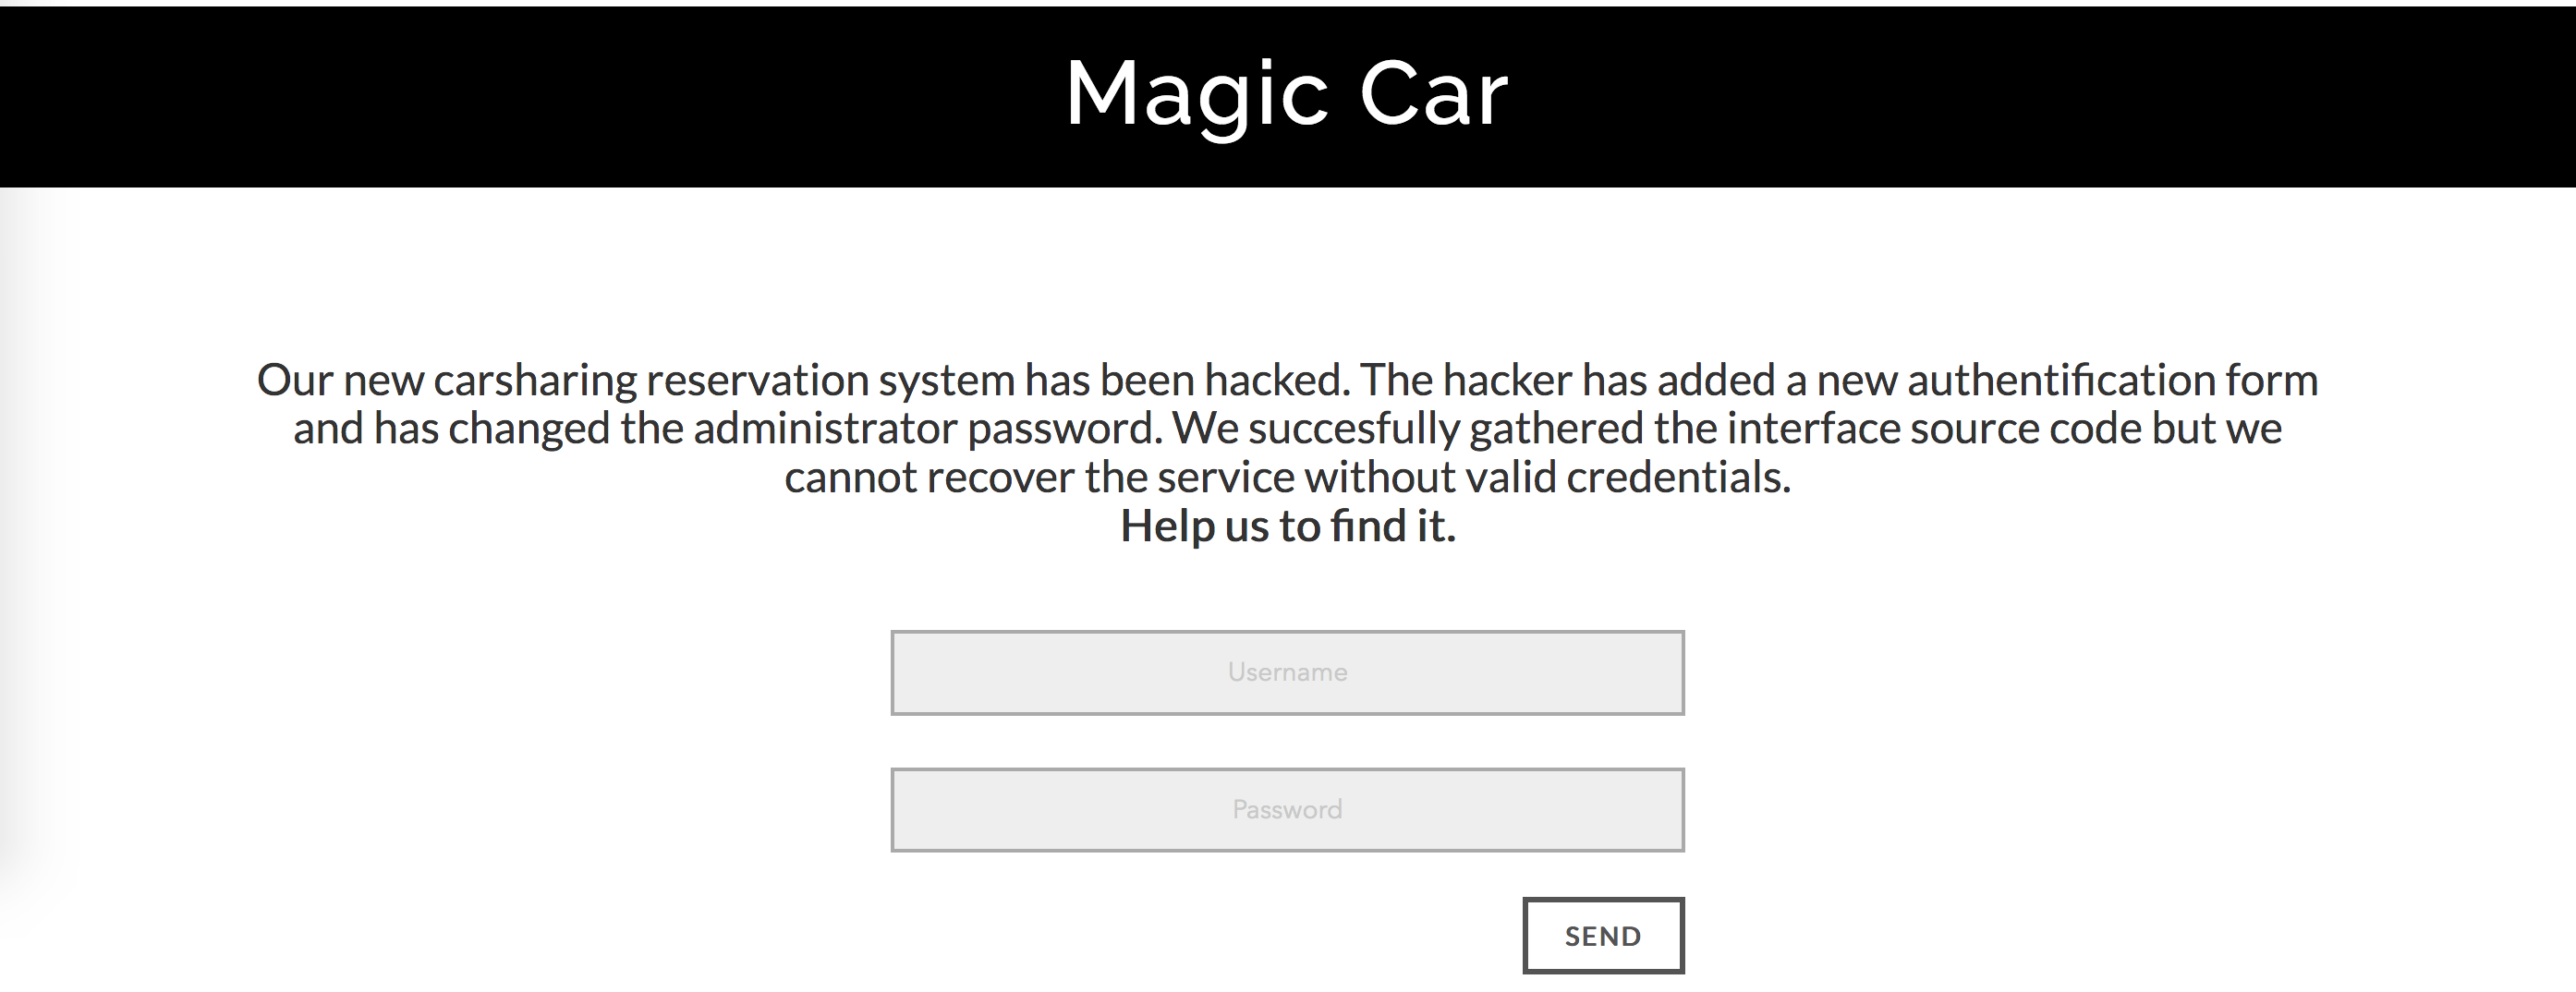 Magic Car
Our new carsharing reservation system has been hacked. The hacker has added a new authentification form
and has changed the administrator password. We succesfully gathered the interface source code but we
cannot recover the service without valid credentials.
Help us to find it.
Username
Password
SEND